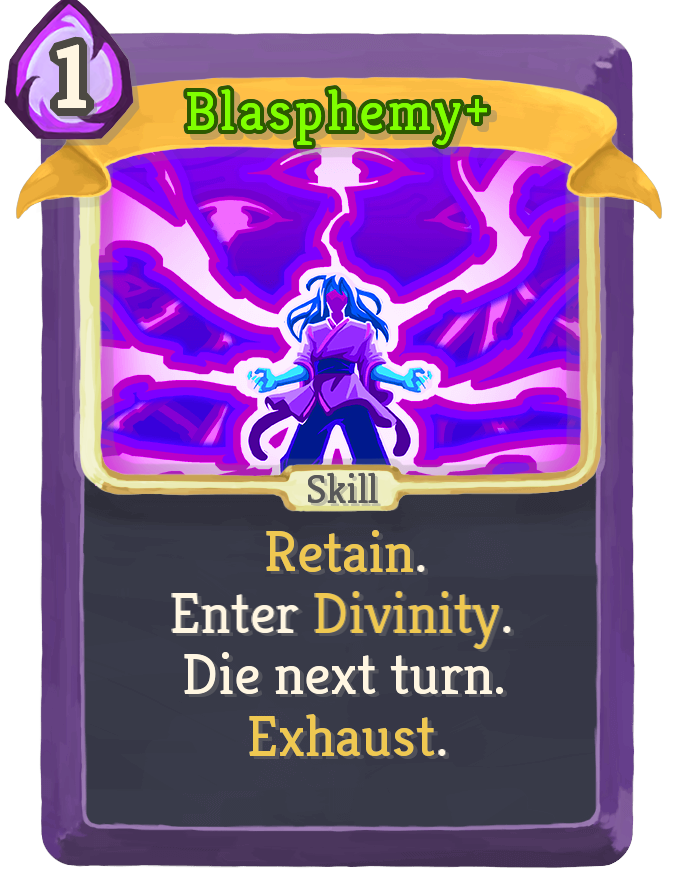 1
Blasphemy+
Skill
Retain.
Enter Divinity.
Die next turn.
Exhaust.